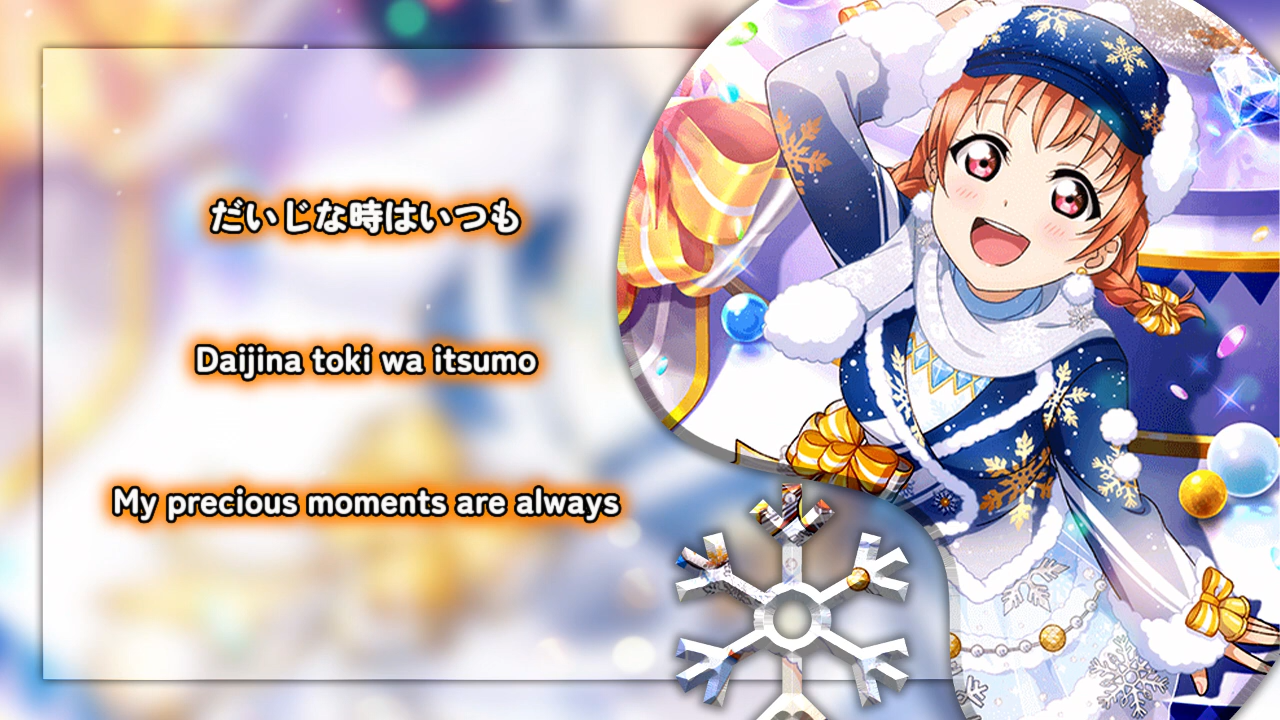 だいじな時はいつも
Daijina toki wa itsumo
My precious moments are always